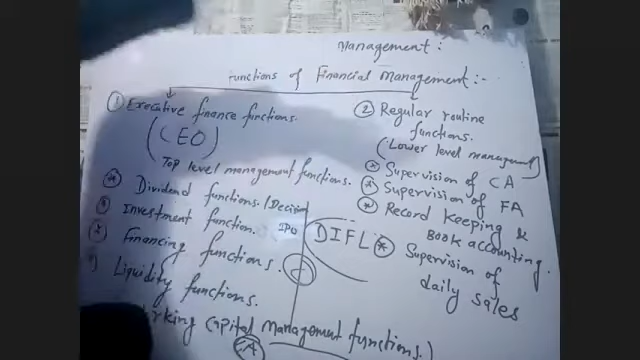 Management:
Functions of Financial Management:-
① Executive finance functions.
(CEO)
Top level management functions.
* Dividend functions. (Decision
* Investment function. IPO
* Financing functions.
* Liquidity functions.
Working Capital Management functions.)
② Regular routine
functions.
(Lower level management)
* Supervision of CA
* Supervision of FA
* Record Keeping &
Book accounting.
DIFL
* Supervision of
daily sales